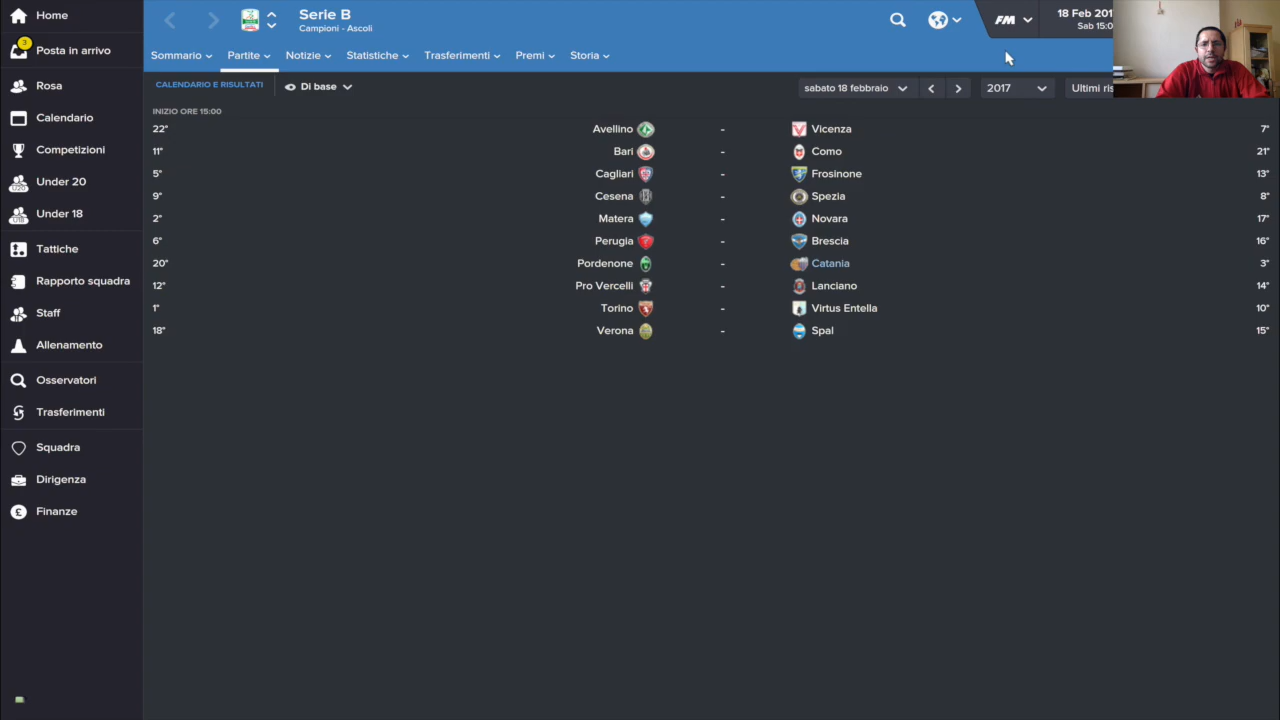 Home
3
Posta in arrivo
Rosa
Calendario
Competizioni
Under 20
Under 18
Tattiche
Rapporto squadra
Staff
Allenamento
Osservatori
Trasferimenti
Squadra
Dirigenza
Finanze
Serie B
Campioni - Ascoli
FM
18 Feb 201
Sab 15:0
Sommario Partite Notizie Statistiche Trasferimenti Premi Storia
CALENDARIO E RISULTATI Di base sabato 18 febbraio 2017 Ultimi ris
INIZIO ORE 15:00
22° Avellino - Vicenza 7°
11° Bari - Como 21°
5° Cagliari - Frosinone 13°
9° Cesena - Spezia 8°
2° Matera - Novara 17°
6° Perugia - Brescia 16°
20° Pordenone - Catania 3°
12° Pro Vercelli - Lanciano 14°
1° Torino - Virtus Entella 10°
18° Verona - Spal 15°